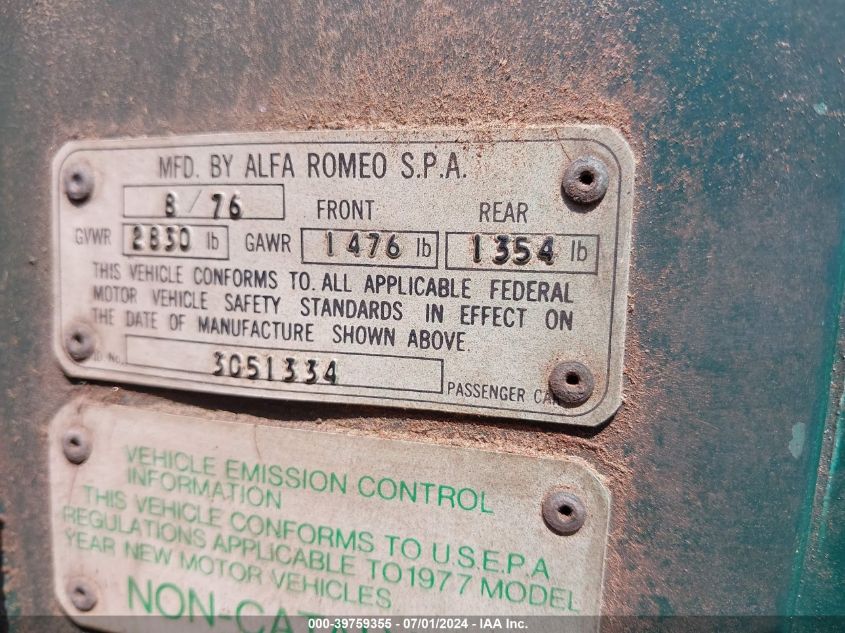 MFD. BY ALFA ROMEO S.P.A.
8/76 FRONT REAR
GVWR 2830 lb GAWR 1476 lb 1354 lb
THIS VEHICLE CONFORMS TO. ALL APPLICABLE FEDERAL
MOTOR VEHICLE SAFETY STANDARDS IN EFFECT ON
THE DATE OF MANUFACTURE SHOWN ABOVE.
ID No. 3051334 PASSENGER CAR
VEHICLE EMISSION CONTROL
INFORMATION
THIS VEHICLE CONFORMS TO U.S.E.P.A
REGULATIONS APPLICABLE TO 1977 MODEL
YEAR NEW MOTOR VEHICLES
000-39759355 - 07/01/2024 - IAA Inc.